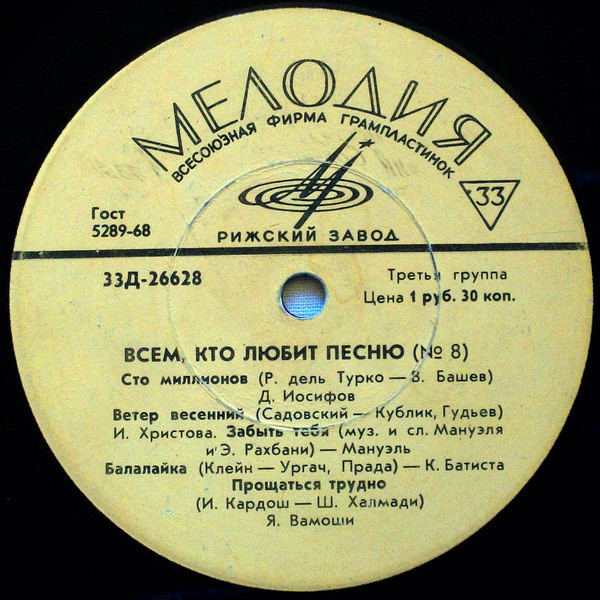 МЕЛОДИЯ
ВСЕСОЮЗНАЯ ФИРМА ГРАМПЛАСТИНОК
33
Гост
5289-68
РИЖСКИЙ ЗАВОД
33Д-26628
Третья группа
Цена 1 руб. 30 коп.
ВСЕМ, КТО ЛЮБИТ ПЕСНЮ (№ 8)
Сто миллионов (Р. дель Турко — В. Башев)
Д. Иосифов
Ветер весенний (Садовский — Кублик, Гудьев)
И. Христова. Забыть тебя (муз. и сл. Мануэля
и Э. Рахбани) — Мануэль
Балалайка (Клейн — Ургач, Прада) — К. Батиста
Прощаться трудно
(И. Кардош — Ш. Халмади)
Я. Вамоши